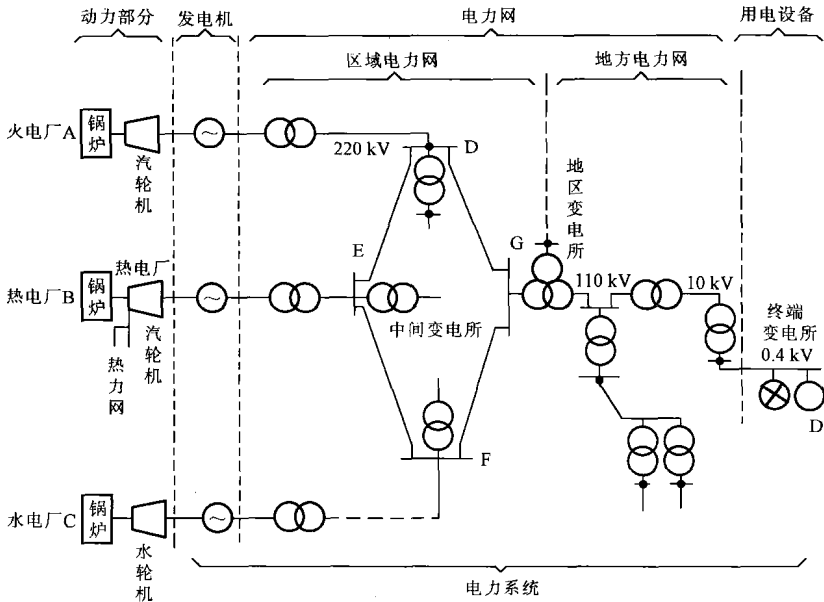 动力部分
发电机
电力网
用电设备
区域电力网
地方电力网
火电厂A
锅炉
汽轮机
~
220 kV
D
地区变电所
E
G
热电厂
热电厂B
锅炉
汽轮机
热力网
~
中间变电所
110 kV
10 kV
终端
变电所
0.4 kV
D
F
水电厂C
锅炉
水轮机
~
电力系统